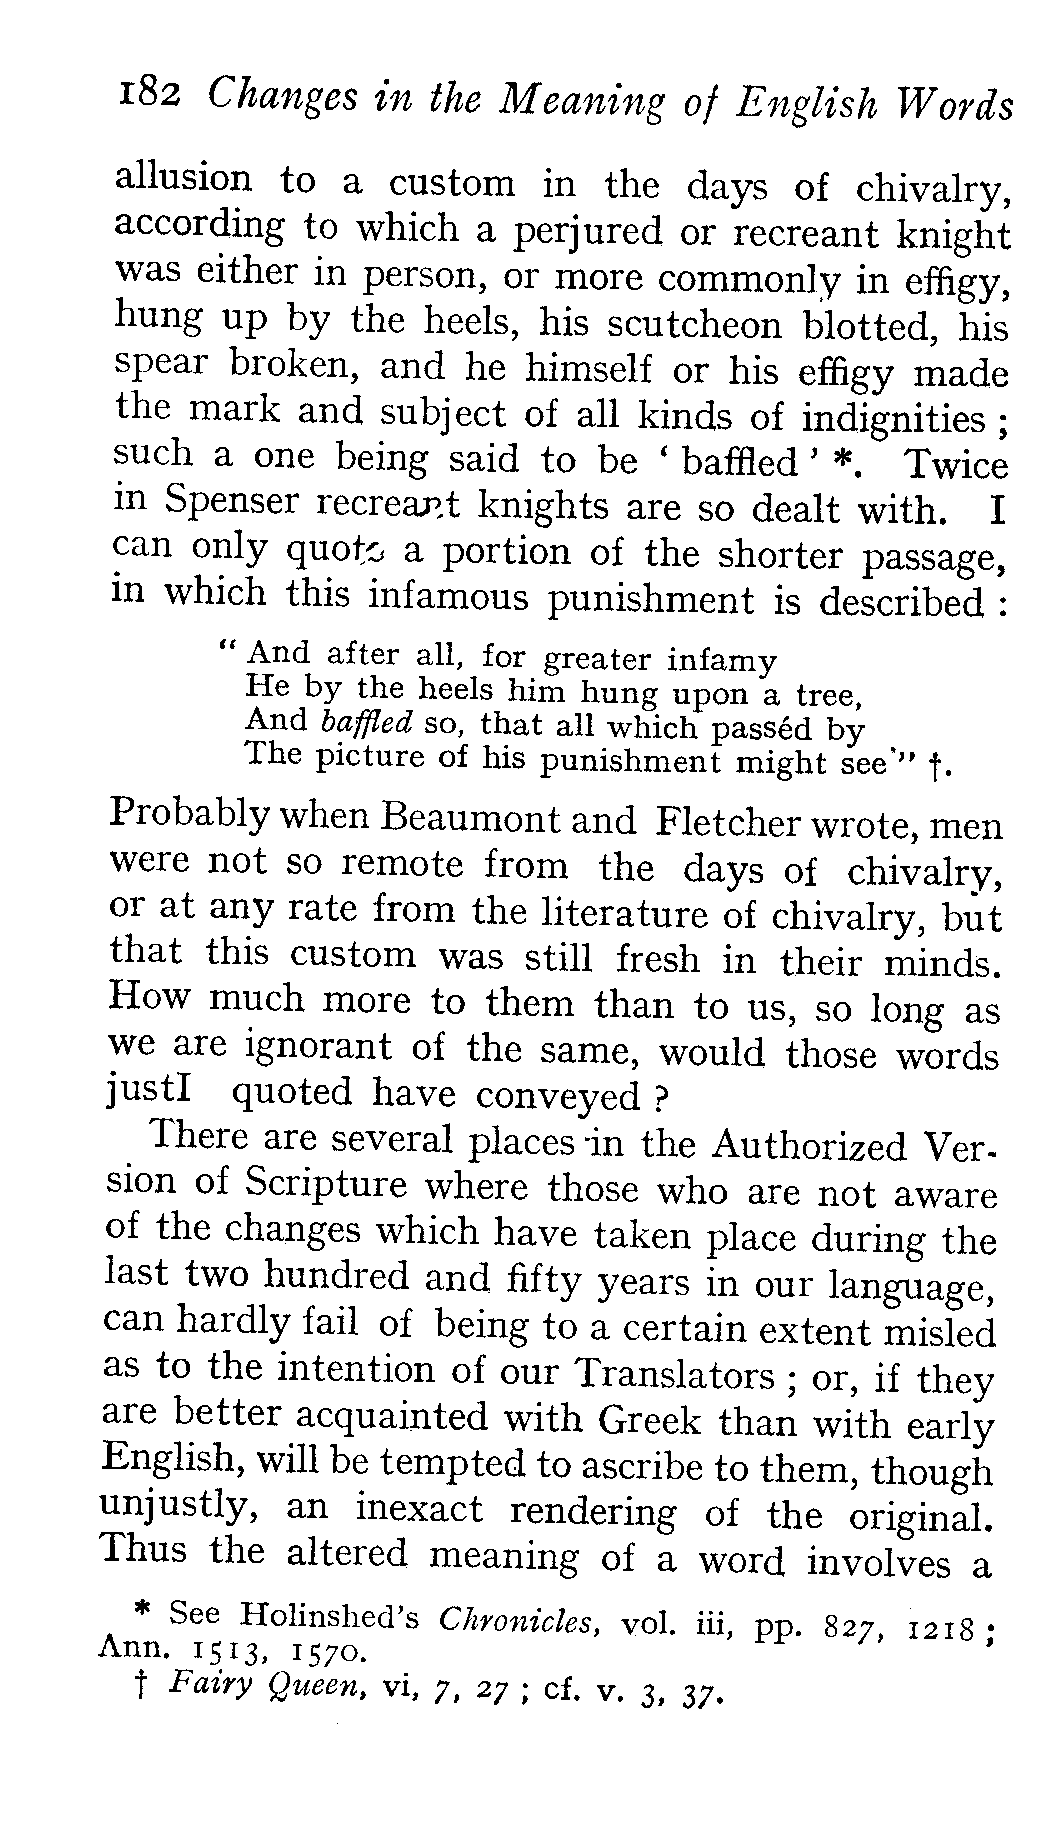 182 Changes in the Meaning of English Words
allusion to a custom in the days of chivalry,
according to which a perjured or recreant knight
was either in person, or more commonly in effigy,
hung up by the heels, his scutcheon blotted, his
spear broken, and he himself or his effigy made
the mark and subject of all kinds of indignities ;
such a one being said to be ‘ baffled ’ *. Twice
in Spenser recreant knights are so dealt with. I
can only quote a portion of the shorter passage,
in which this infamous punishment is described :
“ And after all, for greater infamy
He by the heels him hung upon a tree,
And baffled so, that all which passéd by
The picture of his punishment might see” †.
Probably when Beaumont and Fletcher wrote, men
were not so remote from the days of chivalry,
or at any rate from the literature of chivalry, but
that this custom was still fresh in their minds.
How much more to them than to us, so long as
we are ignorant of the same, would those words
justI quoted have conveyed ?
There are several places in the Authorized Ver-
sion of Scripture where those who are not aware
of the changes which have taken place during the
last two hundred and fifty years in our language,
can hardly fail of being to a certain extent misled
as to the intention of our Translators ; or, if they
are better acquainted with Greek than with early
English, will be tempted to ascribe to them, though
unjustly, an inexact rendering of the original.
Thus the altered meaning of a word involves a
* See Holinshed’s Chronicles, vol. iii, pp. 827, 1218 ;
Ann. 1513, 1570.
† Fairy Queen, vi, 7, 27 ; cf. v. 3, 37.